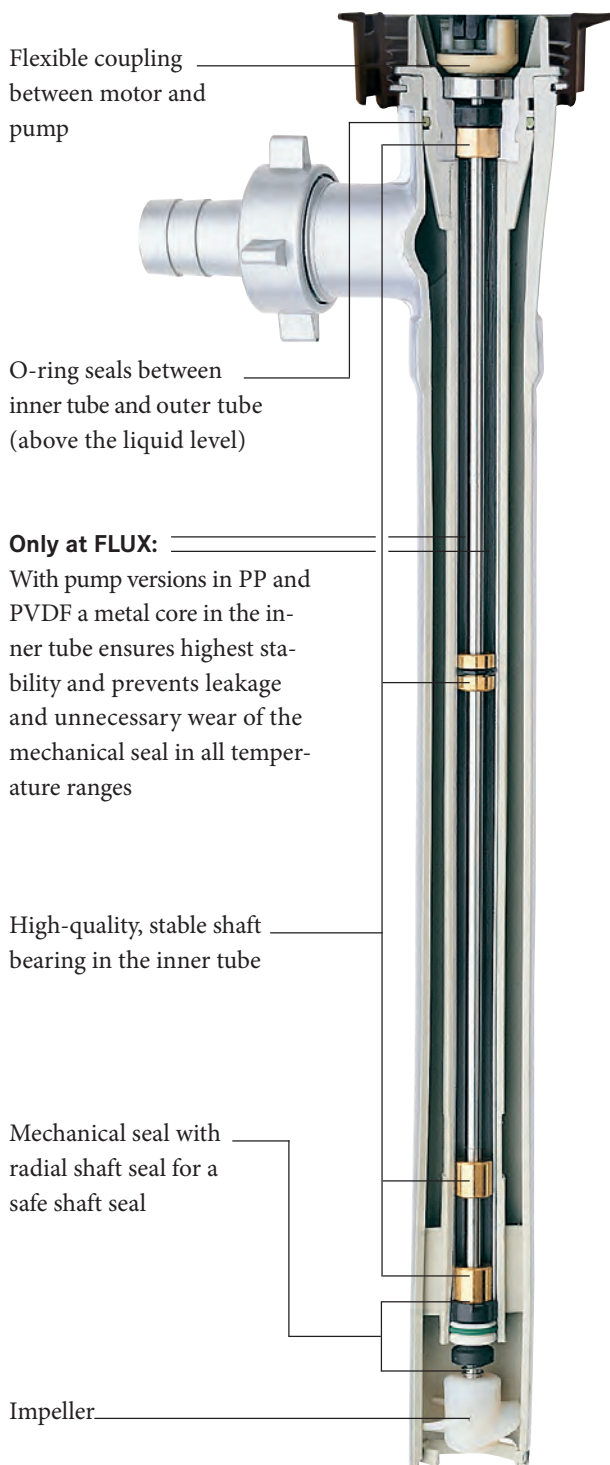 Flexible coupling
between motor and
pump
O-ring seals between
inner tube and outer tube
(above the liquid level)
Only at FLUX:
With pump versions in PP and
PVDF a metal core in the in-
ner tube ensures highest sta-
bility and prevents leakage
and unnecessary wear of the
mechanical seal in all temper-
ature ranges
High-quality, stable shaft
bearing in the inner tube
Mechanical seal with
radial shaft seal for a
safe shaft seal
Impeller